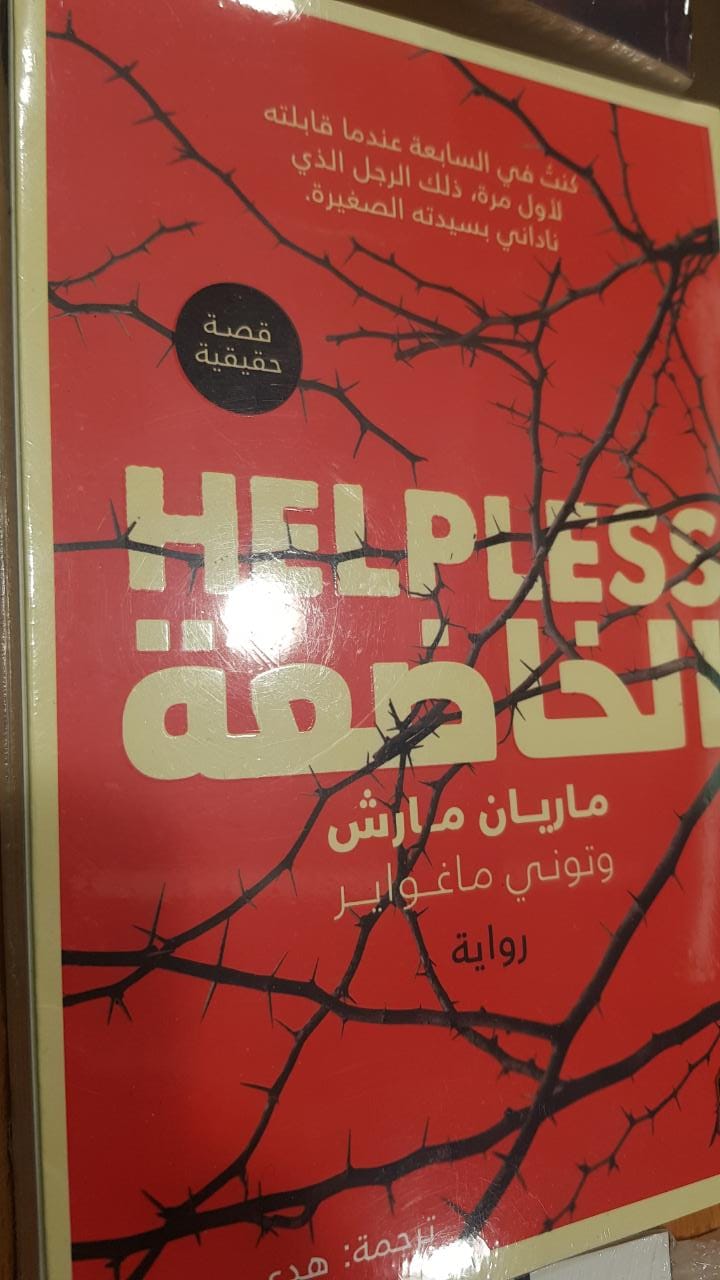 كنتُ في السابعة عندما قابلته
لأول مرة، ذلك الرجل الذي
ناداني بسيدته الصغيرة.
قصة
حقيقية
HELPLESS
الخاضعة
ماريان مارش
وتوني ماغواير
رواية
ترجمة: هدى